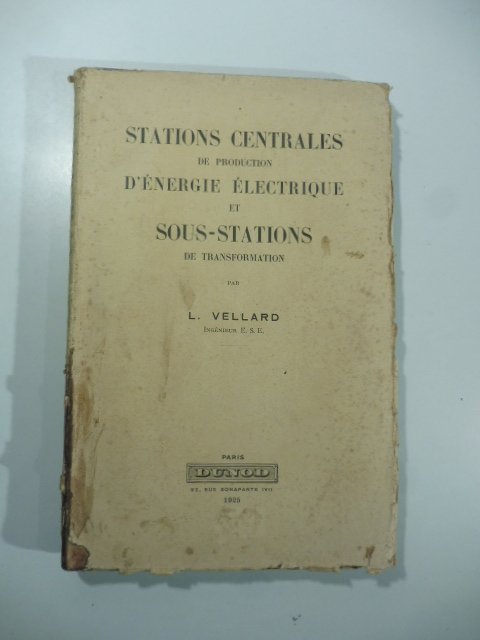 STATIONS CENTRALES
DE PRODUCTION
D'ÉNERGIE ÉLECTRIQUE
ET
SOUS-STATIONS
DE TRANSFORMATION
PAR
L. VELLARD
INGÉNIEUR E. S. E.
PARIS
DUNOD
92, RUE BONAPARTE (VI)
1925